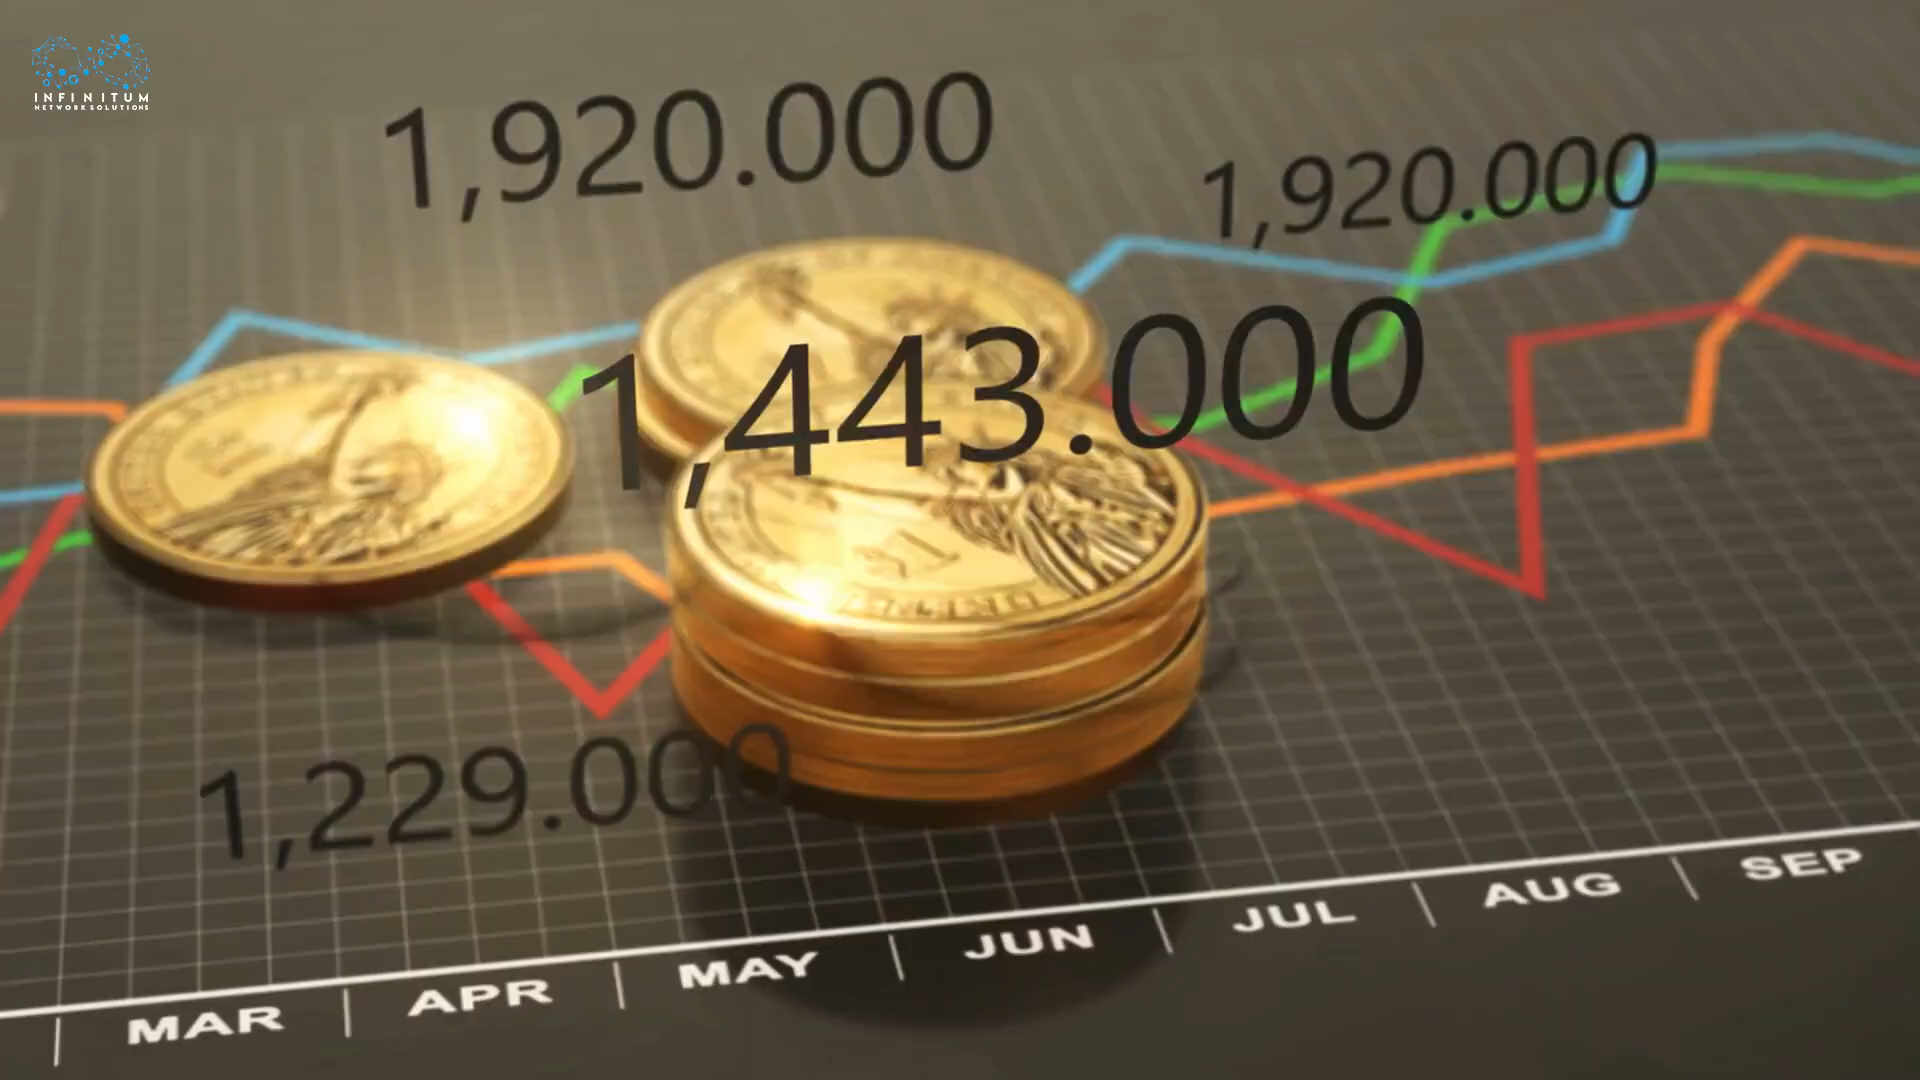 INFINITUM
NETWORK SOLUTIONS
1,920.000
1,920.000
1,443.000
$1
1,229.000
MAR
APR
MAY
JUN
JUL
AUG
SEP